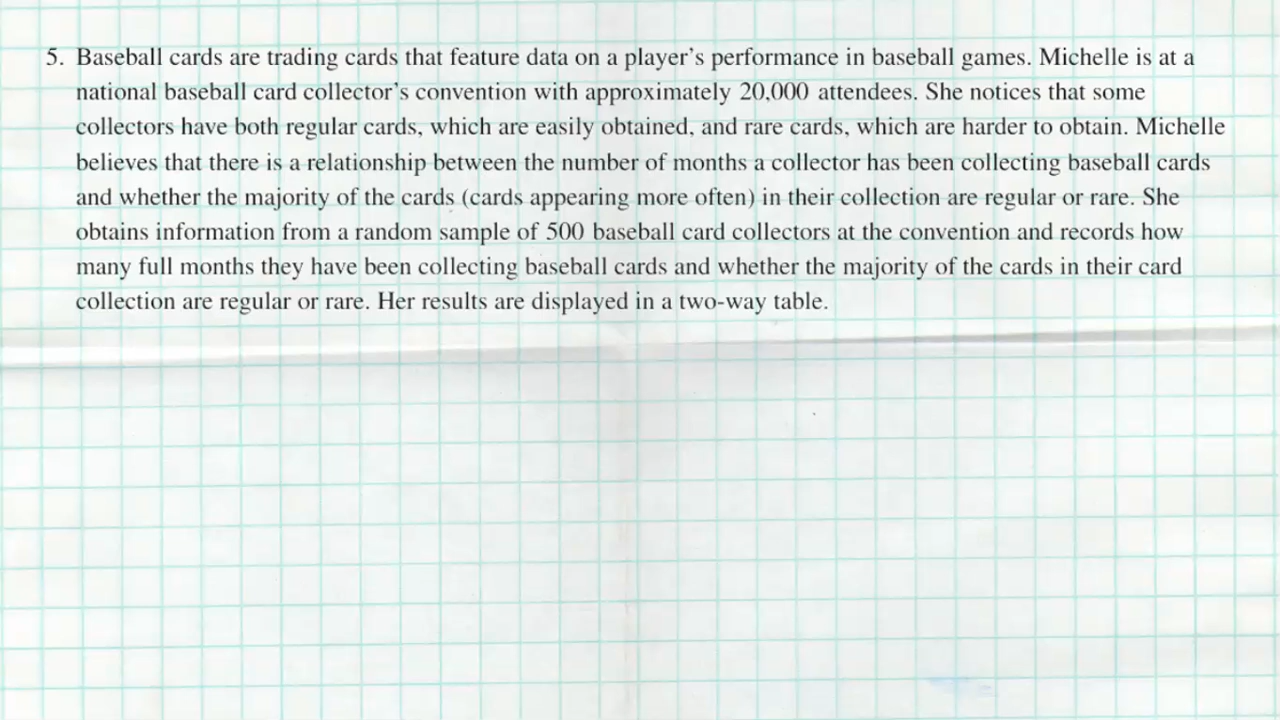 5. Baseball cards are trading cards that feature data on a player's performance in baseball games. Michelle is at a
national baseball card collector's convention with approximately 20,000 attendees. She notices that some
collectors have both regular cards, which are easily obtained, and rare cards, which are harder to obtain. Michelle
believes that there is a relationship between the number of months a collector has been collecting baseball cards
and whether the majority of the cards (cards appearing more often) in their collection are regular or rare. She
obtains information from a random sample of 500 baseball card collectors at the convention and records how
many full months they have been collecting baseball cards and whether the majority of the cards in their card
collection are regular or rare. Her results are displayed in a two-way table.